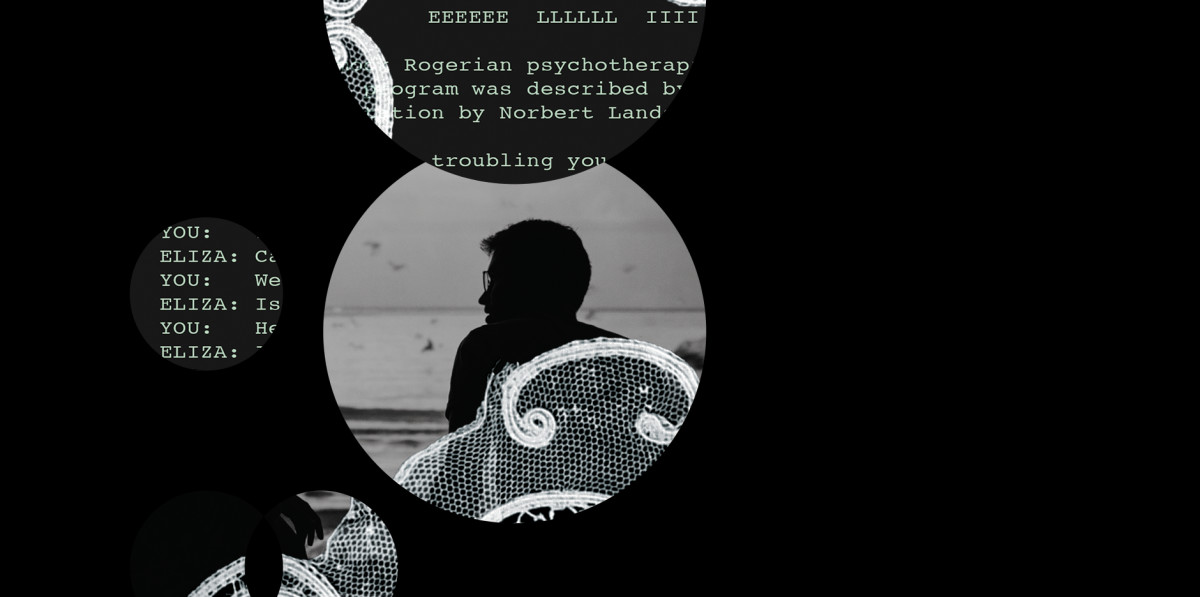 EEEEEE LLLLLL IIII
Rogerian psychotherap
ogram was described by
tion by Norbert Land
troubling you
YOU:
ELIZA: Ca
YOU: We
ELIZA: Is
YOU: He
ELIZA: